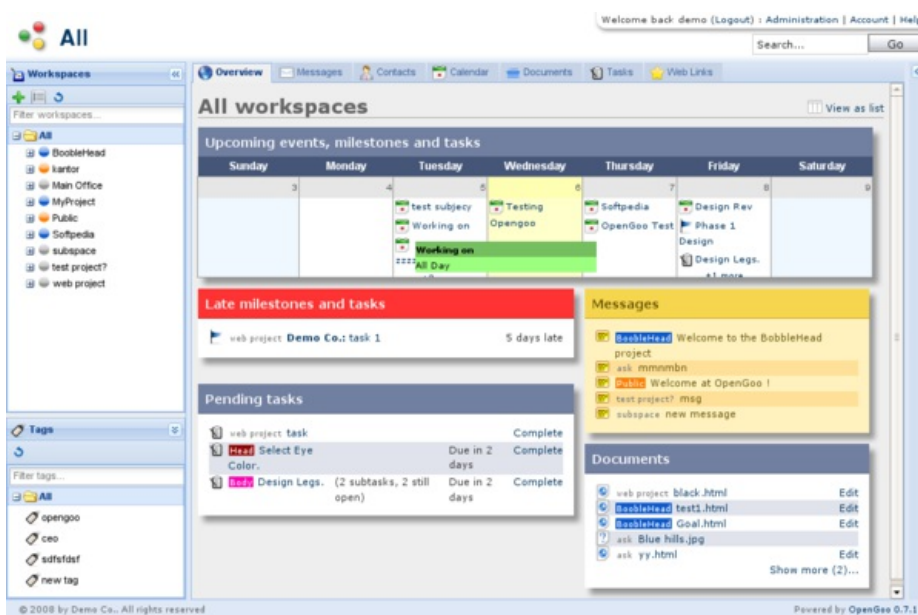 Welcome back demo (Logout) : Administration | Account | Help
All
Search...
Go
Workspaces
Filter workspaces...
All
BoobleHead
kantor
Main Office
MyProject
Public
Softpedia
subspace
test project?
web project
Tags
Filter tags...
All
opengoo
ceo
sdfsfdsf
new tag
Overview Messages Contacts Calendar Documents Tasks Web Links
All workspaces
View as list
Upcoming events, milestones and tasks
Sunday Monday Tuesday Wednesday Thursday Friday Saturday
3 4 5 6 7 8 9
test subjecy
Working on
Working on
All Day
Testing
Opengoo
Softpedia
OpenGoo Test
Design Rev
Phase 1
Design
Design Legs.
+1 more
Late milestones and tasks
web project Demo Co.: task 1 5 days late
Pending tasks
web project task Complete
Head Select Eye Due in 2 Complete
Color. days
Body Design Legs. (2 subtasks, 2 still Due in 2 Complete
open) days
Messages
BoobleHead Welcome to the BobbleHead
project
ask mmnmbn
Public Welcome at OpenGoo !
test project? msg
subspace new message
Documents
web project black.html Edit
BoobleHead test1.html Edit
BoobleHead Goal.html Edit
ask Blue hills.jpg
ask yy.html Edit
Show more (2)...
© 2008 by Demo Co.. All rights reserved
Powered by OpenGoo 0.7.1